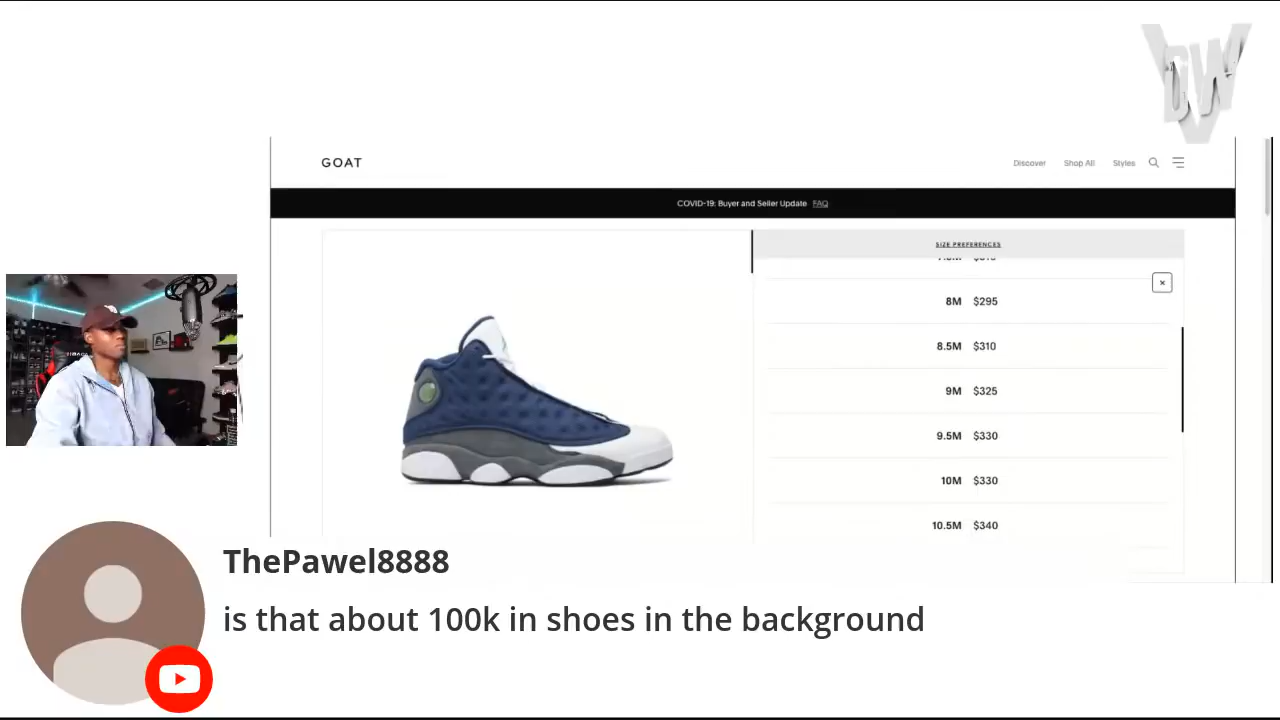 GOAT
Discover
Shop All
Styles
COVID-19: Buyer and Seller Update FAQ
SIZE PREFERENCES
8M $295
8.5M $310
9M $325
9.5M $330
10M $330
10.5M $340
ThePawel8888
is that about 100k in shoes in the background